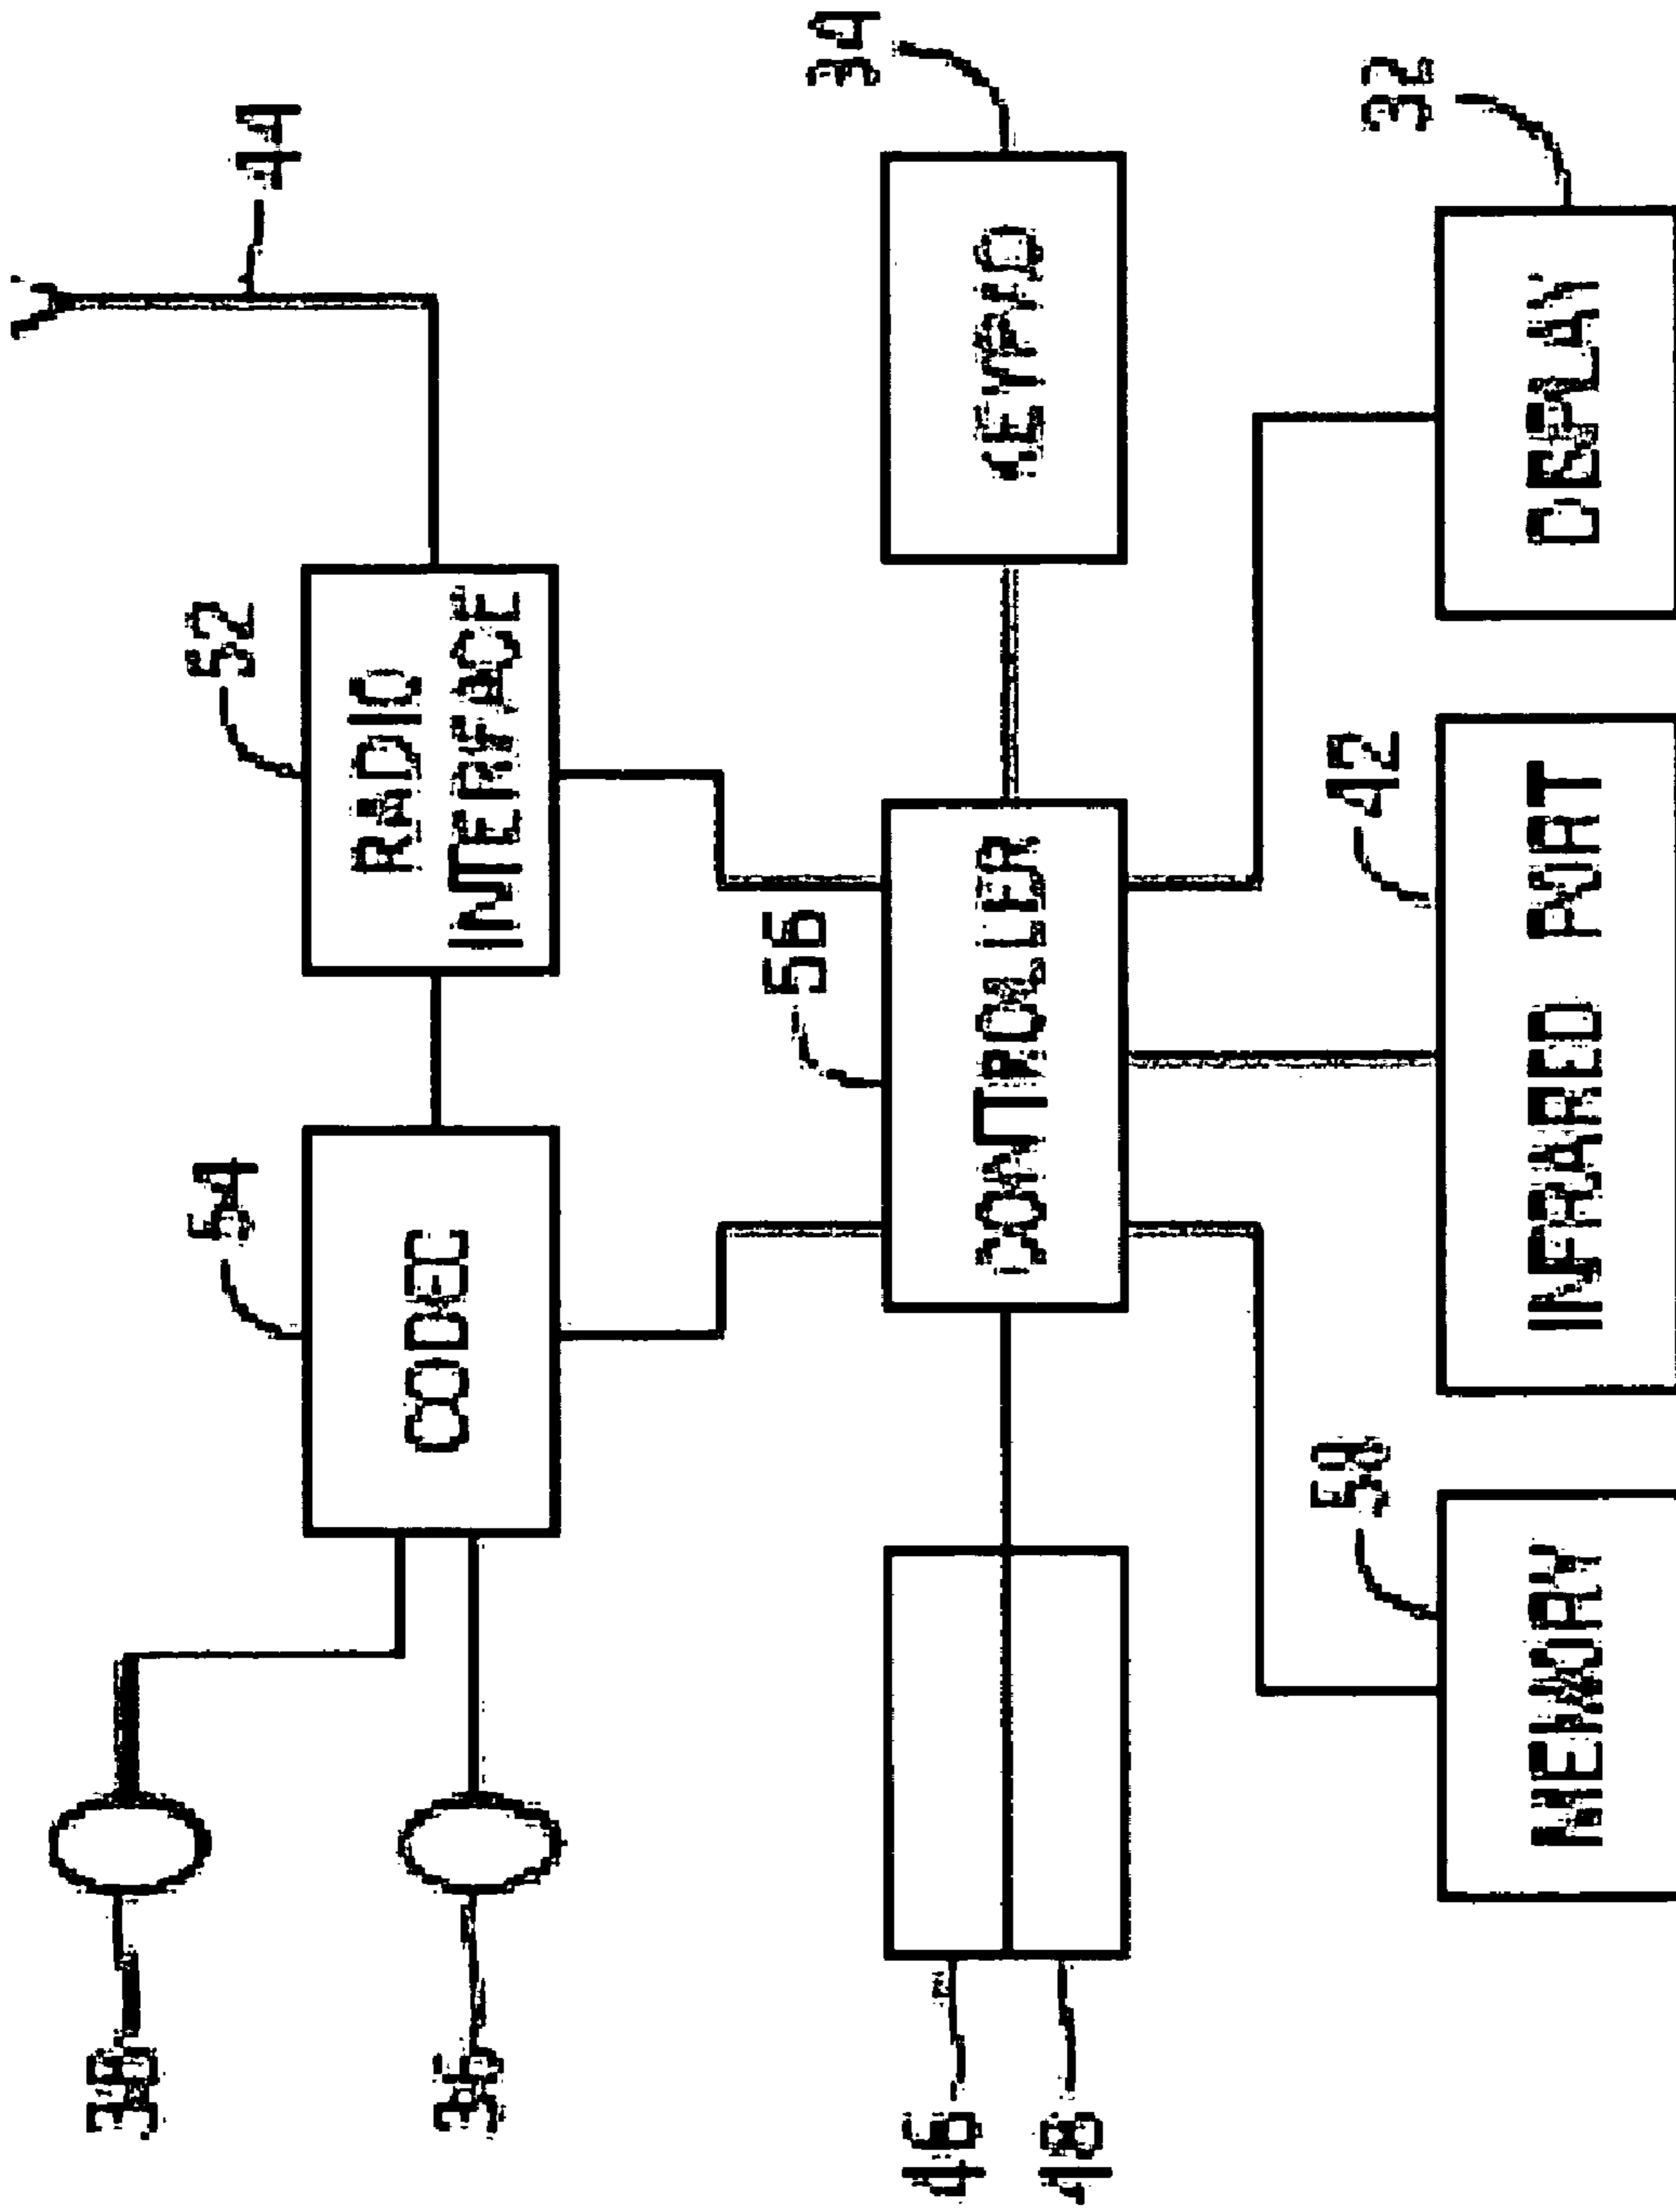 38
54
52
44
RADIO
INTERFACE
CODEC
36
56
34
46
48
CONTROLLER
KEYPAD
58
42
32
MEMORY
INFRARED PORT
DISPLAY